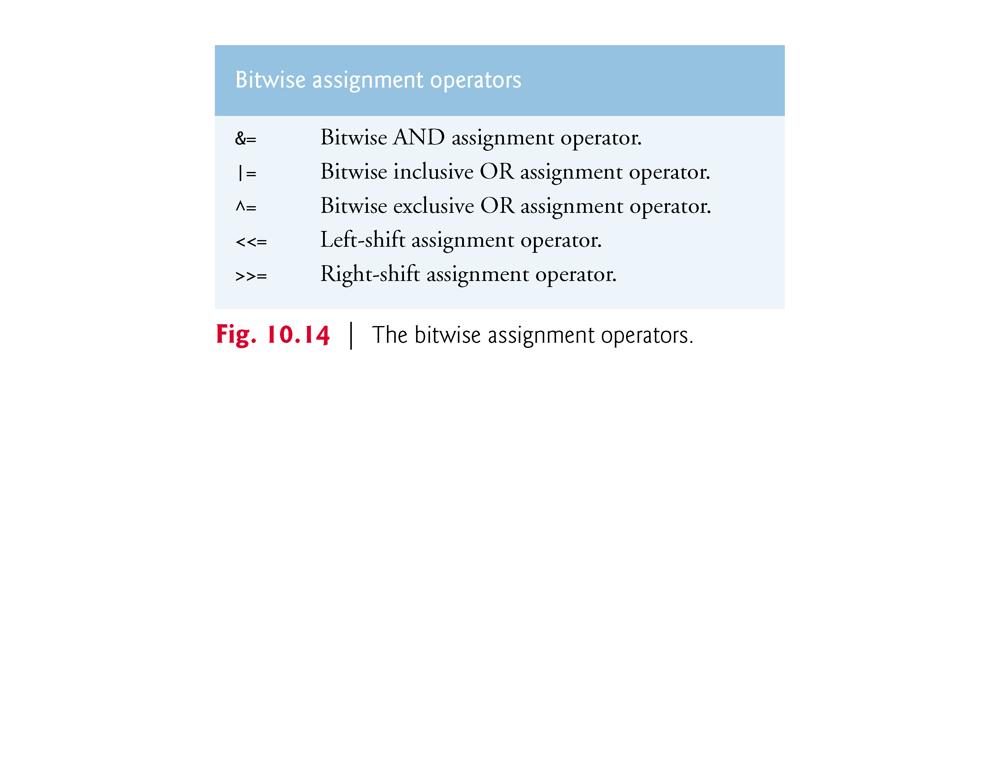 Bitwise assignment operators
&= Bitwise AND assignment operator.
|= Bitwise inclusive OR assignment operator.
^= Bitwise exclusive OR assignment operator.
<<= Left-shift assignment operator.
>>= Right-shift assignment operator.
Fig. 10.14 | The bitwise assignment operators.